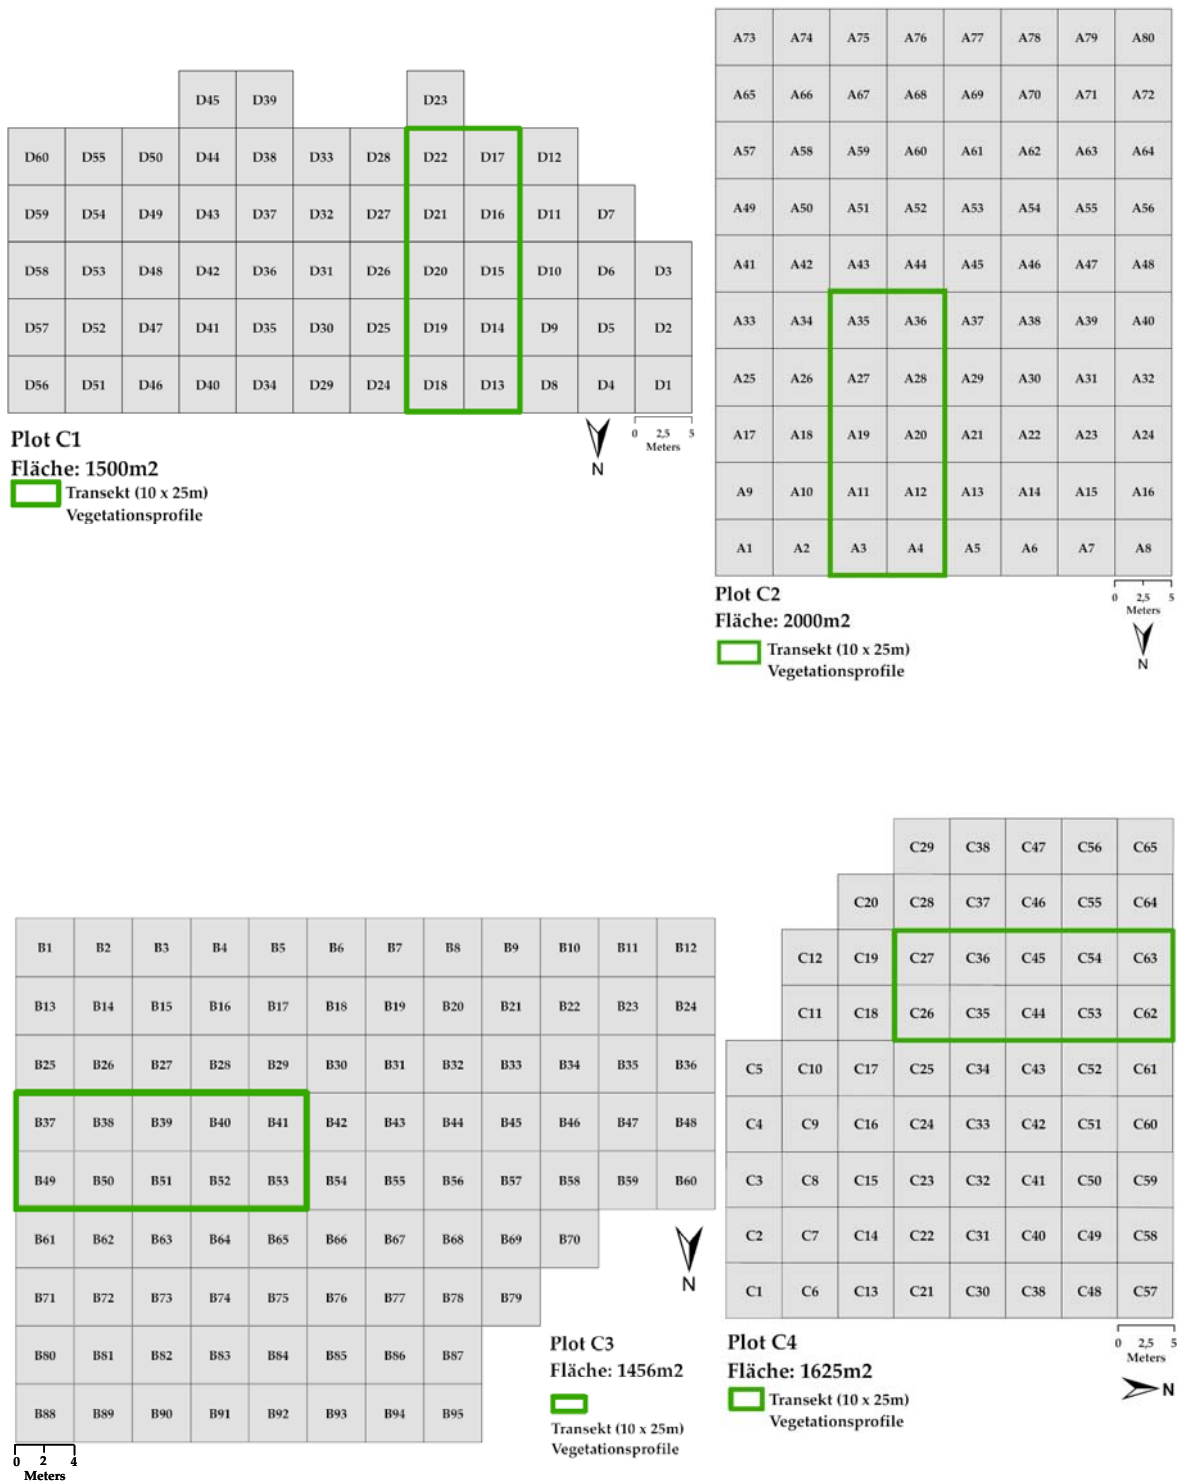 D45 D39 D23
D60 D55 D50 D44 D38 D33 D28 D22 D17 D12
D59 D54 D49 D43 D37 D32 D27 D21 D16 D11 D7
D58 D53 D48 D42 D36 D31 D26 D20 D15 D10 D6 D3
D57 D52 D47 D41 D35 D30 D25 D19 D14 D9 D5 D2
D56 D51 D46 D40 D34 D29 D24 D18 D13 D8 D4 D1
Plot C1
Fläche: 1500m2
Transekt (10 x 25m)
Vegetationsprofile
N
0 2,5 5
Meters
A73 A74 A75 A76 A77 A78 A79 A80
A65 A66 A67 A68 A69 A70 A71 A72
A57 A58 A59 A60 A61 A62 A63 A64
A49 A50 A51 A52 A53 A54 A55 A56
A41 A42 A43 A44 A45 A46 A47 A48
A33 A34 A35 A36 A37 A38 A39 A40
A25 A26 A27 A28 A29 A30 A31 A32
A17 A18 A19 A20 A21 A22 A23 A24
A9 A10 A11 A12 A13 A14 A15 A16
A1 A2 A3 A4 A5 A6 A7 A8
Plot C2
Fläche: 2000m2
Transekt (10 x 25m)
Vegetationsprofile
0 2,5 5
Meters
N
B1 B2 B3 B4 B5 B6 B7 B8 B9 B10 B11 B12
B13 B14 B15 B16 B17 B18 B19 B20 B21 B22 B23 B24
B25 B26 B27 B28 B29 B30 B31 B32 B33 B34 B35 B36
B37 B38 B39 B40 B41 B42 B43 B44 B45 B46 B47 B48
B49 B50 B51 B52 B53 B54 B55 B56 B57 B58 B59 B60
B61 B62 B63 B64 B65 B66 B67 B68 B69 B70
B71 B72 B73 B74 B75 B76 B77 B78 B79
B80 B81 B82 B83 B84 B85 B86 B87
B88 B89 B90 B91 B92 B93 B94 B95
0 2 4
Meters
N
Plot C3
Fläche: 1456m2
Transekt (10 x 25m)
Vegetationsprofile
C29 C38 C47 C56 C65
C20 C28 C37 C46 C55 C64
C12 C19 C27 C36 C45 C54 C63
C11 C18 C26 C35 C44 C53 C62
C5 C10 C17 C25 C34 C43 C52 C61
C4 C9 C16 C24 C33 C42 C51 C60
C3 C8 C15 C23 C32 C41 C50 C59
C2 C7 C14 C22 C31 C40 C49 C58
C1 C6 C13 C21 C30 C38 C48 C57
Plot C4
Fläche: 1625m2
Transekt (10 x 25m)
Vegetationsprofile
0 2,5 5
Meters
N